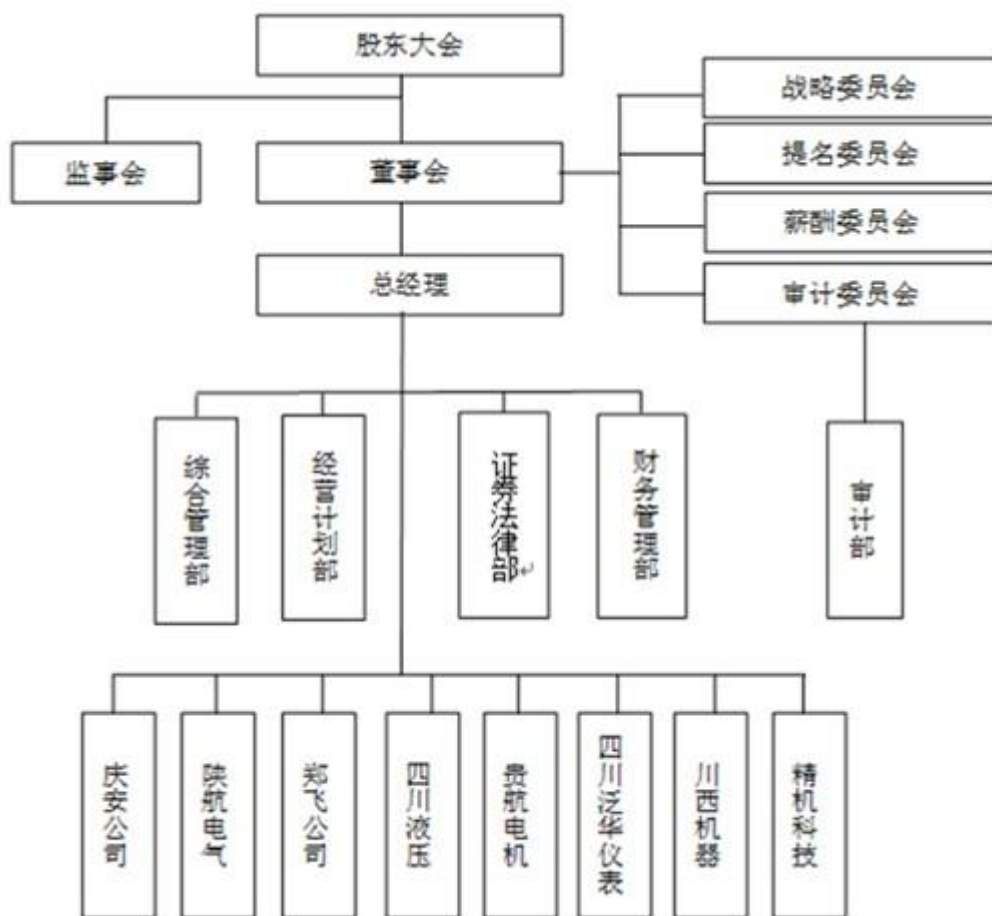 股东大会
战略委员会
监事会
董事会
提名委员会
薪酬委员会
总经理
审计委员会
综合管理部
经营计划部
证券法律部
财务管理部
审计部
庆安公司
陕航电气
郑飞公司
四川液压
贵航电机
四川泛华仪表
川西机器
精机科技